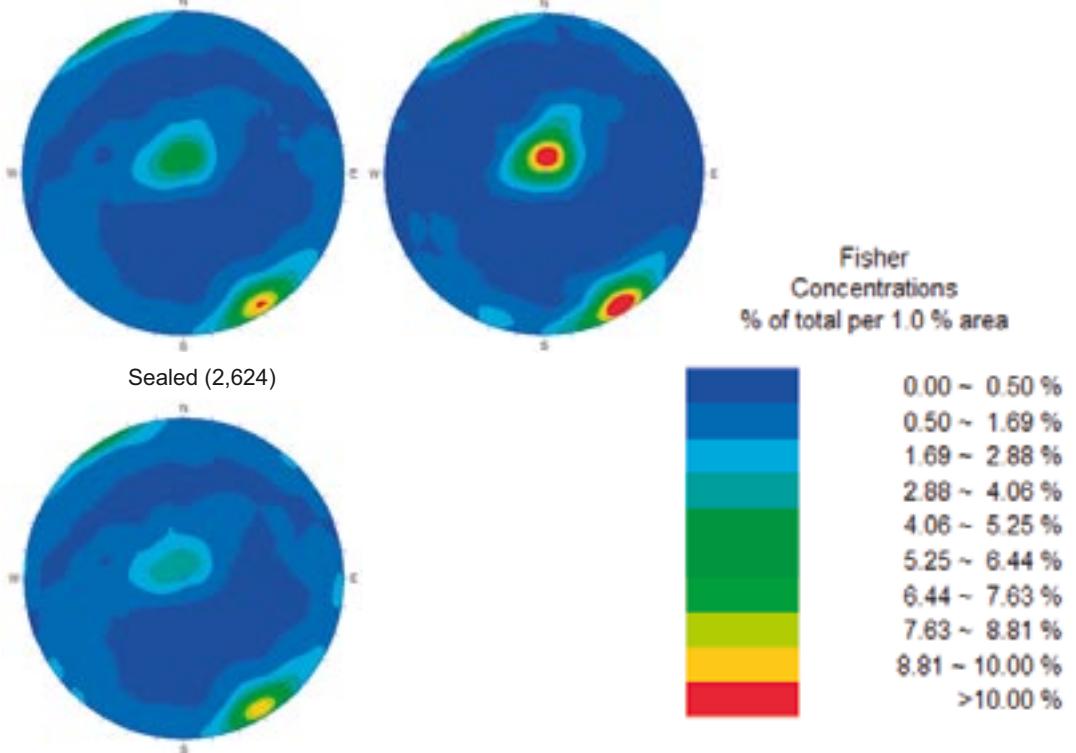 N
N
W
E
W
E
S
S
Sealed (2,624)
N
W
E
S
Fisher
Concentrations
% of total per 1.0 % area
0.00 ~ 0.50 %
0.50 ~ 1.69 %
1.69 ~ 2.88 %
2.88 ~ 4.06 %
4.06 ~ 5.25 %
5.25 ~ 6.44 %
6.44 ~ 7.63 %
7.63 ~ 8.81 %
8.81 ~ 10.00 %
>10.00 %